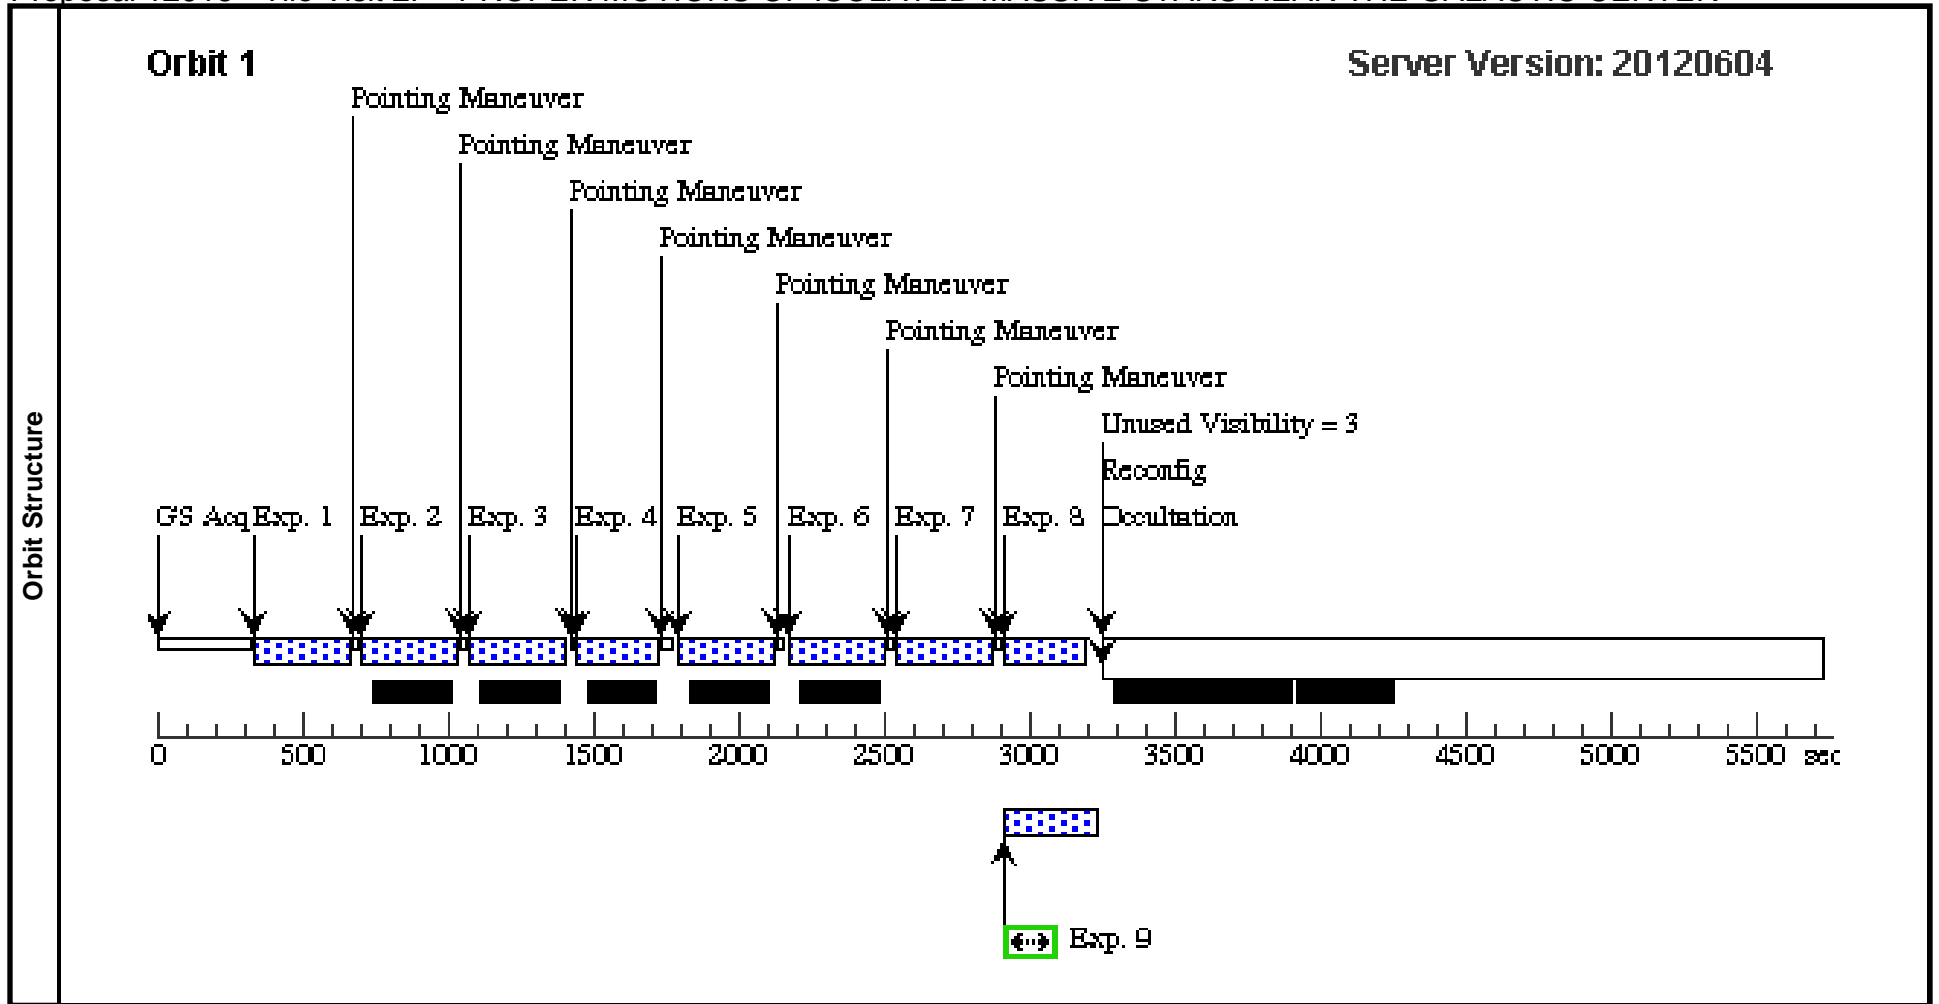 Orbit 1
Server Version: 20120604
Pointing Maneuver
Pointing Maneuver
Pointing Maneuver
Pointing Maneuver
Pointing Maneuver
Pointing Maneuver
Pointing Maneuver
Unused Visibility = 3
Reconfig
GS Acq Exp. 1 Exp. 2 Exp. 3 Exp. 4 Exp. 5 Exp. 6 Exp. 7 Exp. 8 Occultation
Orbit Structure
0 500 1000 1500 2000 2500 3000 3500 4000 4500 5000 5500 sec
Exp. 9